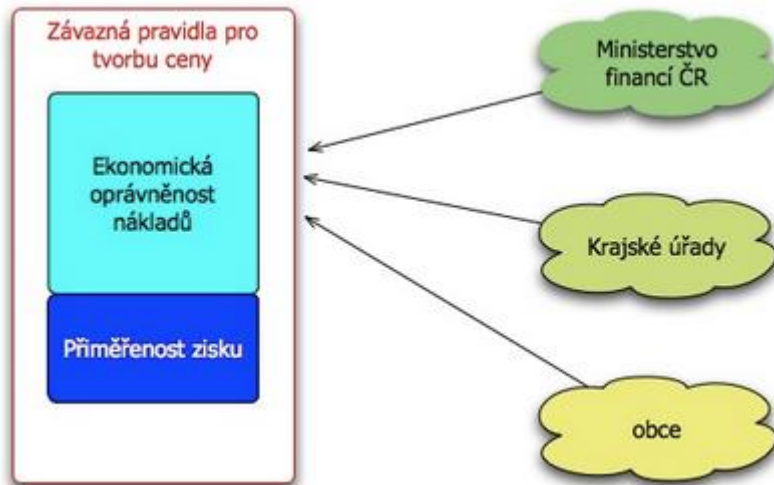 Závazná pravidla pro
tvorbu ceny
Ekonomická
oprávněnost
nákladů
Přiměřenost zisku
Ministerstvo
financí ČR
Krajské úřady
obce